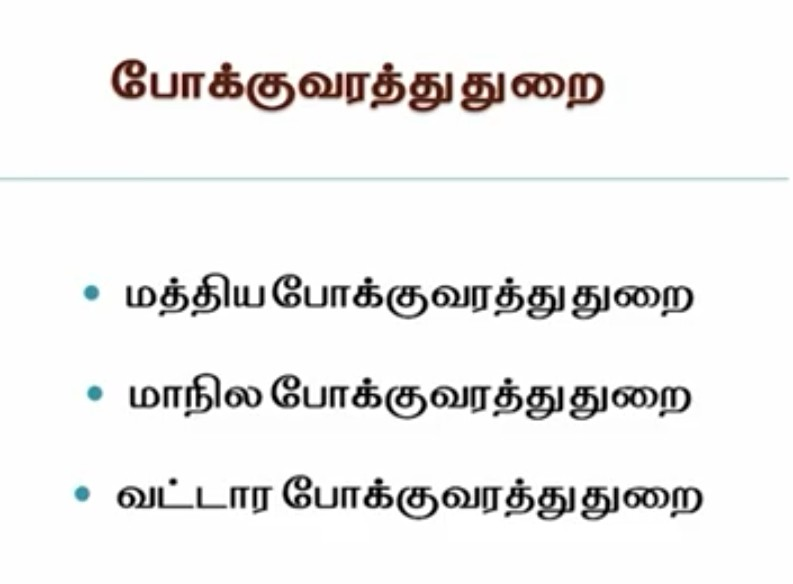 போக்குவரத்து துறை
மத்திய போக்குவரத்து துறை
மாநில போக்குவரத்து துறை
வட்டார போக்குவரத்து துறை